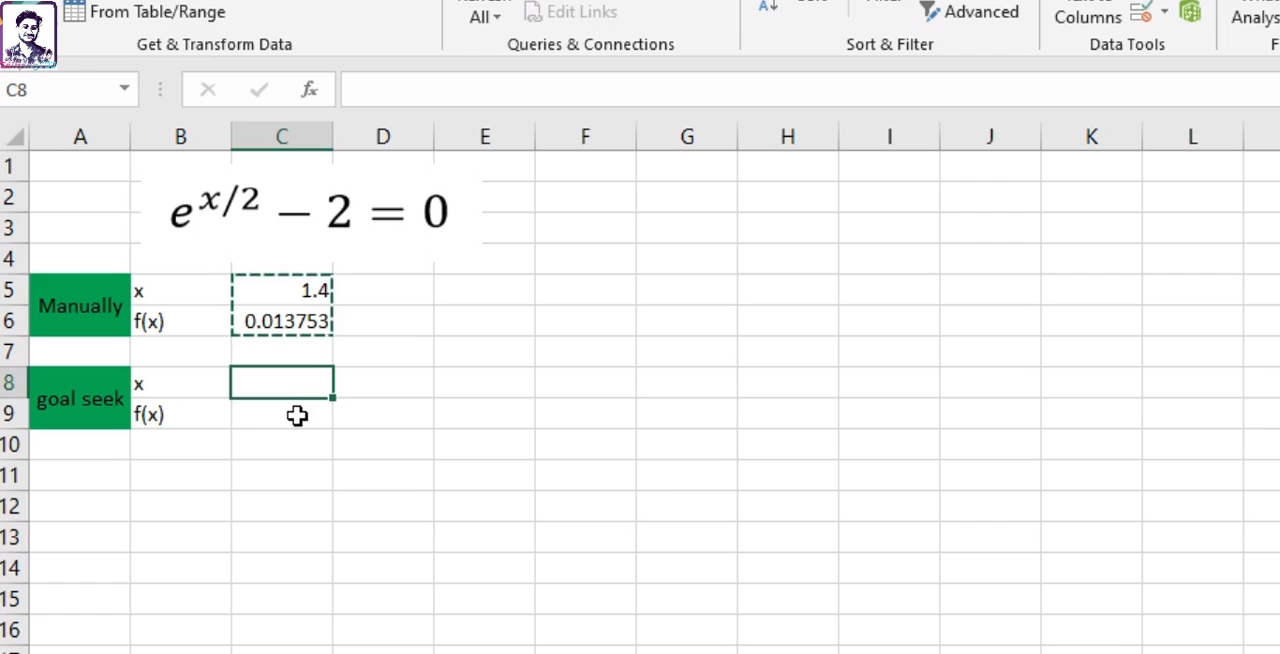 From Table/Range
All
Edit Links
Advanced
Columns
Analys
Get & Transform Data
Queries & Connections
Sort & Filter
Data Tools
F
C8
fx
A B C D E F G H I J K L
1
2
e^{x/2} − 2 = 0
3
4
5 x 1.4
Manually
6 f(x) 0.013753
7
8 x
goal seek
9 f(x)
10
11
12
13
14
15
16